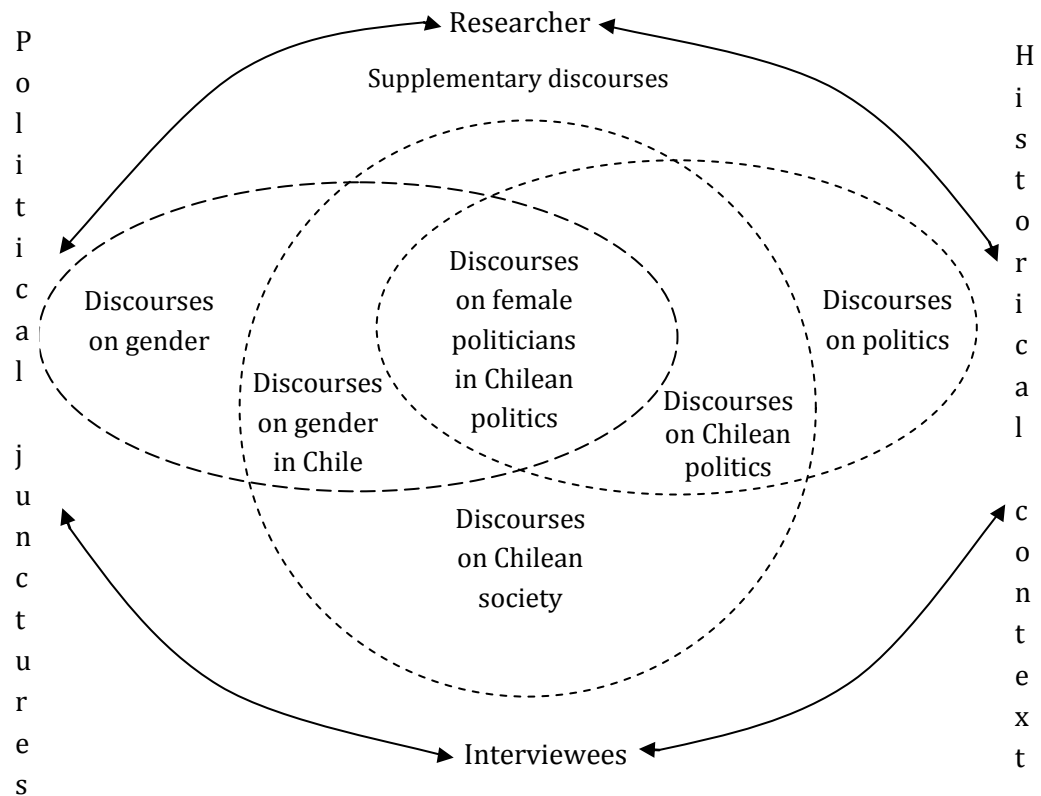 Researcher
Supplementary discourses
Political junctures
Historical context
Discourses
on gender
Discourses
on female
politicians
in Chilean
politics
Discourses
on politics
Discourses
on gender
in Chile
Discourses
on Chilean
politics
Discourses
on Chilean
society
Interviewees